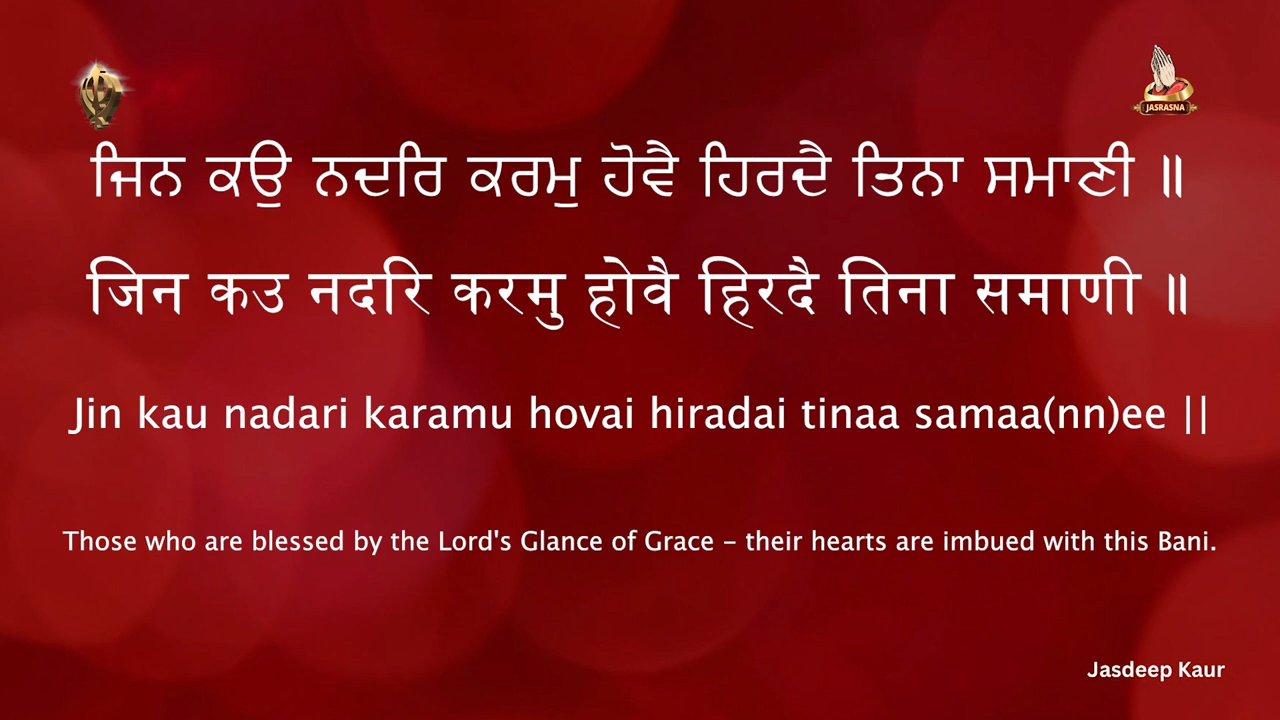 JASRASNA
ਜਿਨ ਕਉ ਨਦਰਿ ਕਰਮੁ ਹੋਵੈ ਹਿਰਦੈ ਤਿਨਾ ਸਮਾਣੀ ॥
जिन कउ नदरि करमु होवै हिरदै तिना समाणी ॥
Jin kau nadari karamu hovai hiradai tinaa samaa(nn)ee ||
Those who are blessed by the Lord's Glance of Grace – their hearts are imbued with this Bani.
Jasdeep Kaur